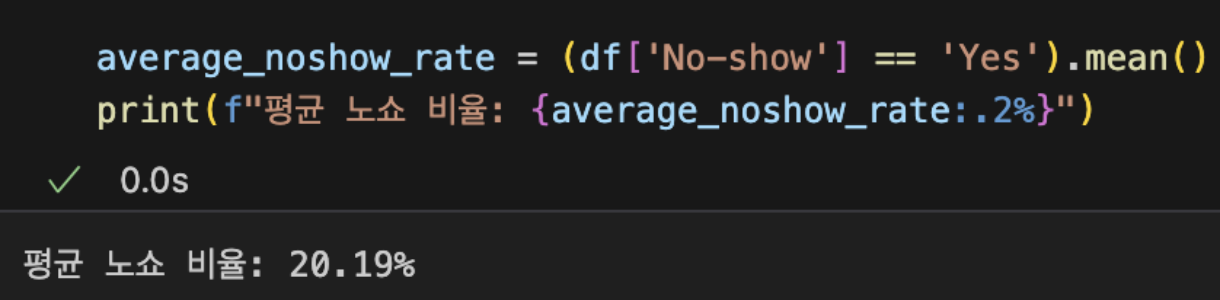 average_noshow_rate = (df['No-show'] == 'Yes').mean()
print(f"평균 노쇼 비율: {average_noshow_rate:.2%}")
0.0s
평균 노쇼 비율: 20.19%